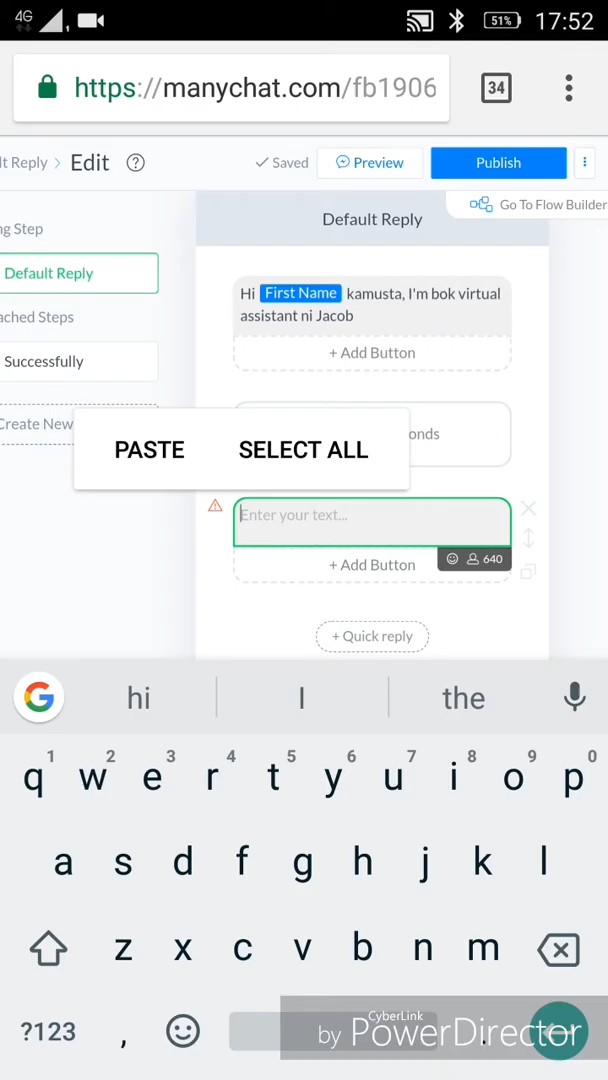 4G
51%
17:52
https://manychat.com/fb1906
34
lt Reply > Edit ?
Saved
Preview
Publish
Go To Flow Builder
Default Reply
ng Step
Default Reply
Hi First Name kamusta, I'm bok virtual
assistant ni Jacob
+ Add Button
ached Steps
Successfully
Create New
onds
PASTE SELECT ALL
Enter your text...
+ Add Button
640
+ Quick reply
hi I the
1 2 3 4 5 6 7 8 9 0
q w e r t y u i o p
a s d f g h j k l
z x c v b n m
?123 , .
CyberLink
by PowerDirector